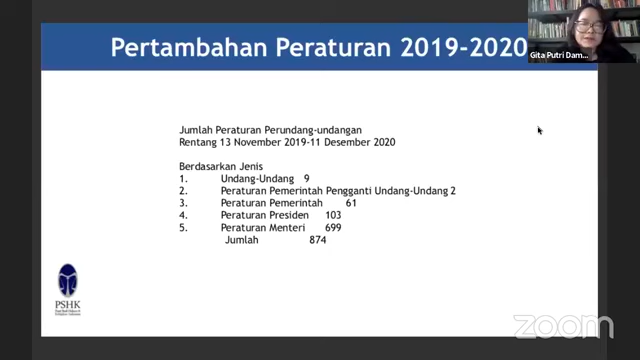 Pertambahan Peraturan 2019-2020
Gita Putri Dam...
Jumlah Peraturan Perundang-undangan
Rentang 13 November 2019-11 Desember 2020
Berdasarkan Jenis
1. Undang-Undang 9
2. Peraturan Pemerintah Pengganti Undang-Undang 2
3. Peraturan Pemerintah 61
4. Peraturan Presiden 103
5. Peraturan Menteri 699
Jumlah 874
PSHK
zoom